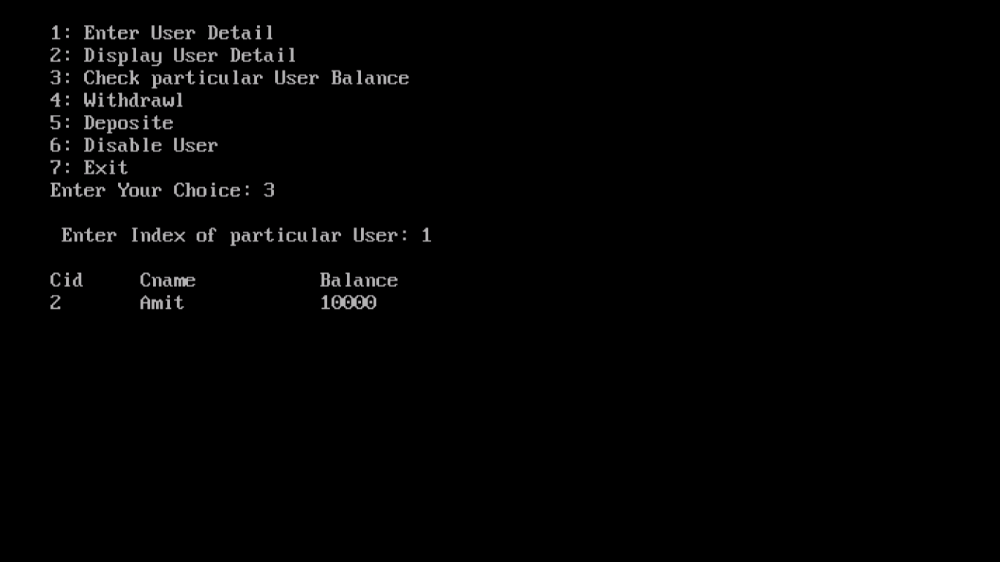 1: Enter User Detail
2: Display User Detail
3: Check particular User Balance
4: Withdrawl
5: Deposite
6: Disable User
7: Exit
Enter Your Choice: 3
Enter Index of particular User: 1
Cid Cname Balance
2 Amit 10000